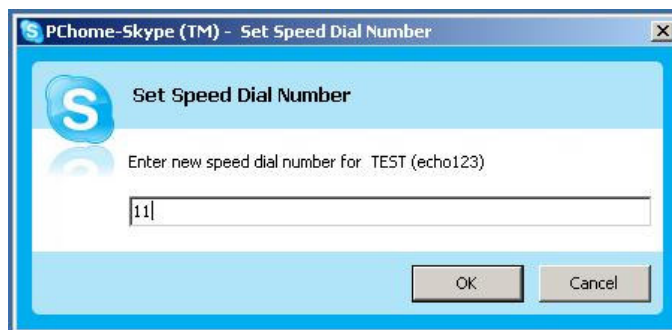 PChome-Skype (TM) - Set Speed Dial Number
Set Speed Dial Number
Enter new speed dial number for TEST (echo123)
11
OK
Cancel